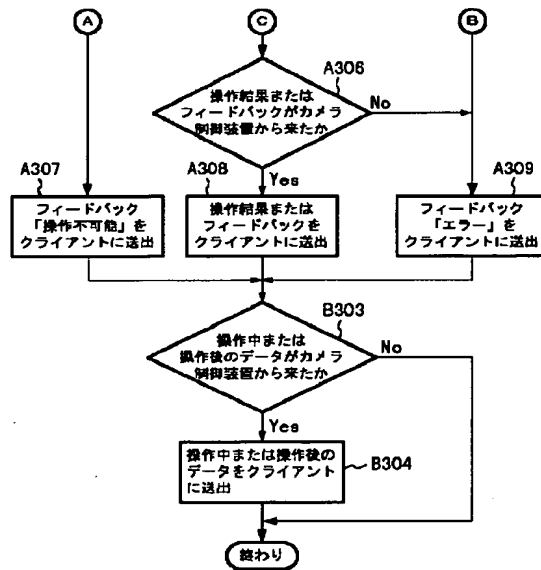 A
C
B
A306
操作結果または
フィードバックがカメラ
制御装置から来たか
No
Yes
A307
フィードバック
「操作不可能」を
クライアントに送出
A308
操作結果または
フィードバックを
クライアントに送出
A309
フィードバック
「エラー」を
クライアントに送出
B303
操作中または
操作後のデータがカメラ
制御装置から来たか
No
Yes
操作中または操作後の
データをクライアント
に送出
B304
終わり